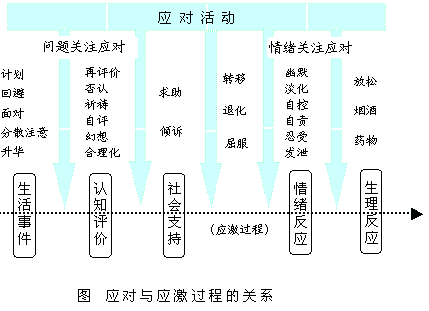 应对活动
问题关注应对
情绪关注应对
计划
回避
面对
分散注意
升华
再评价
否认
祈祷
自评
幻想
合理化
求助
倾诉
转移
退化
屈服
幽默
淡化
自控
自责
忍受
发泄
放松
烟酒
药物
生活事件
认知评价
社会支持
(应激过程)
情绪反应
生理反应
图 应对与应激过程的关系